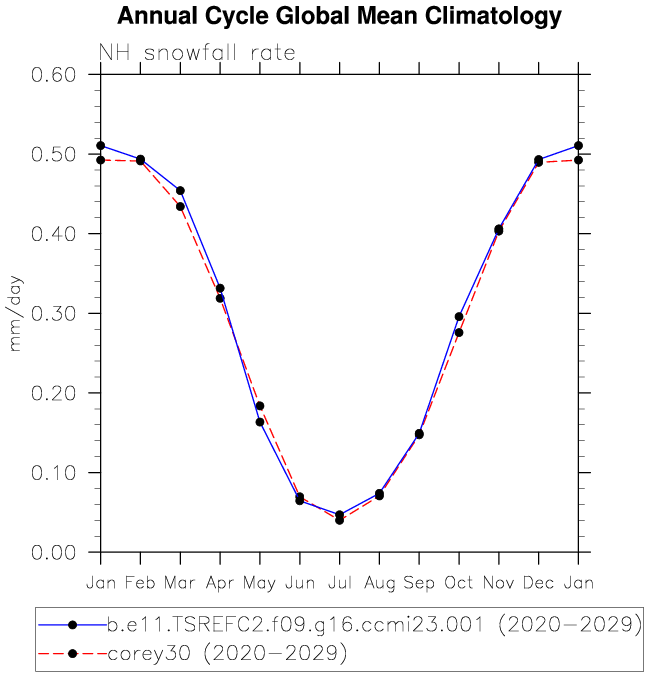 Annual Cycle Global Mean Climatology
NH snowfall rate
0.60
0.50
0.40
0.30
0.20
0.10
0.00
mm/day
Jan Feb Mar Apr May Jun Jul Aug Sep Oct Nov Dec Jan
b.e11.TSREFC2.f09.g16.ccmi23.001 (2020-2029)
corey30 (2020-2029)